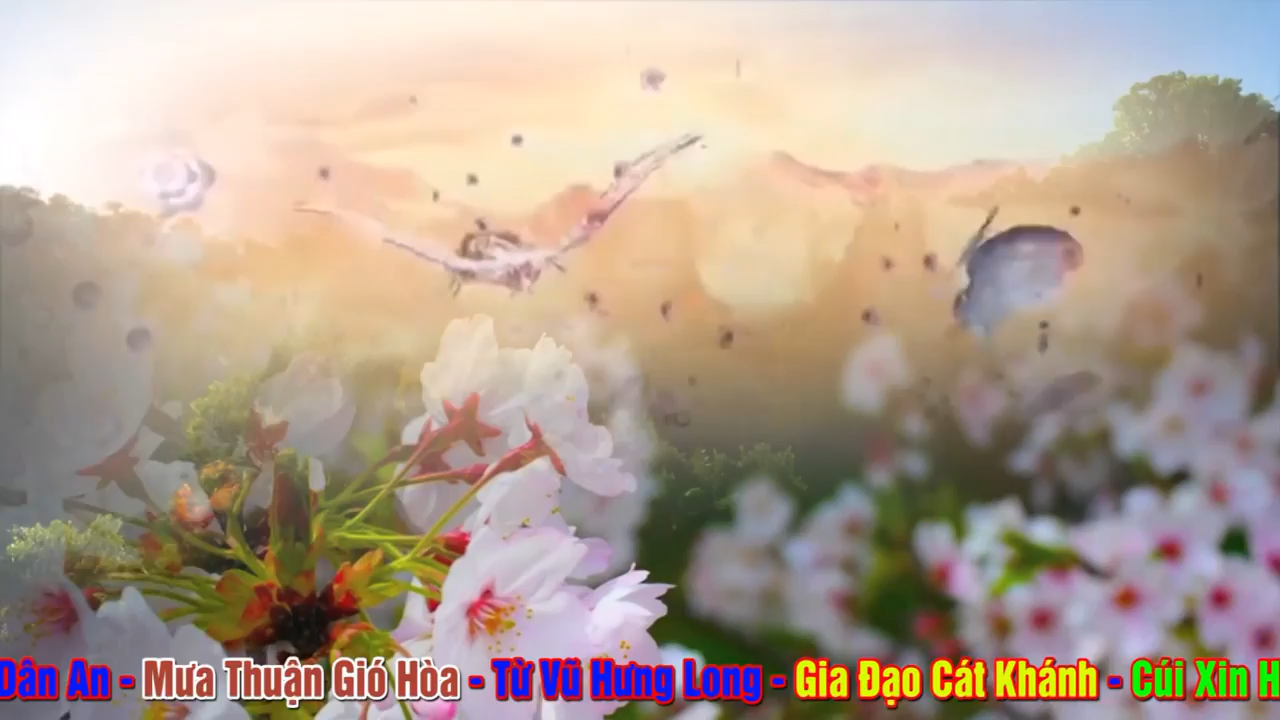 Dân An - Mưa Thuận Gió Hòa - Từ Vũ Hưng Long - Gia Đạo Cát Khánh - Cúi Xin H